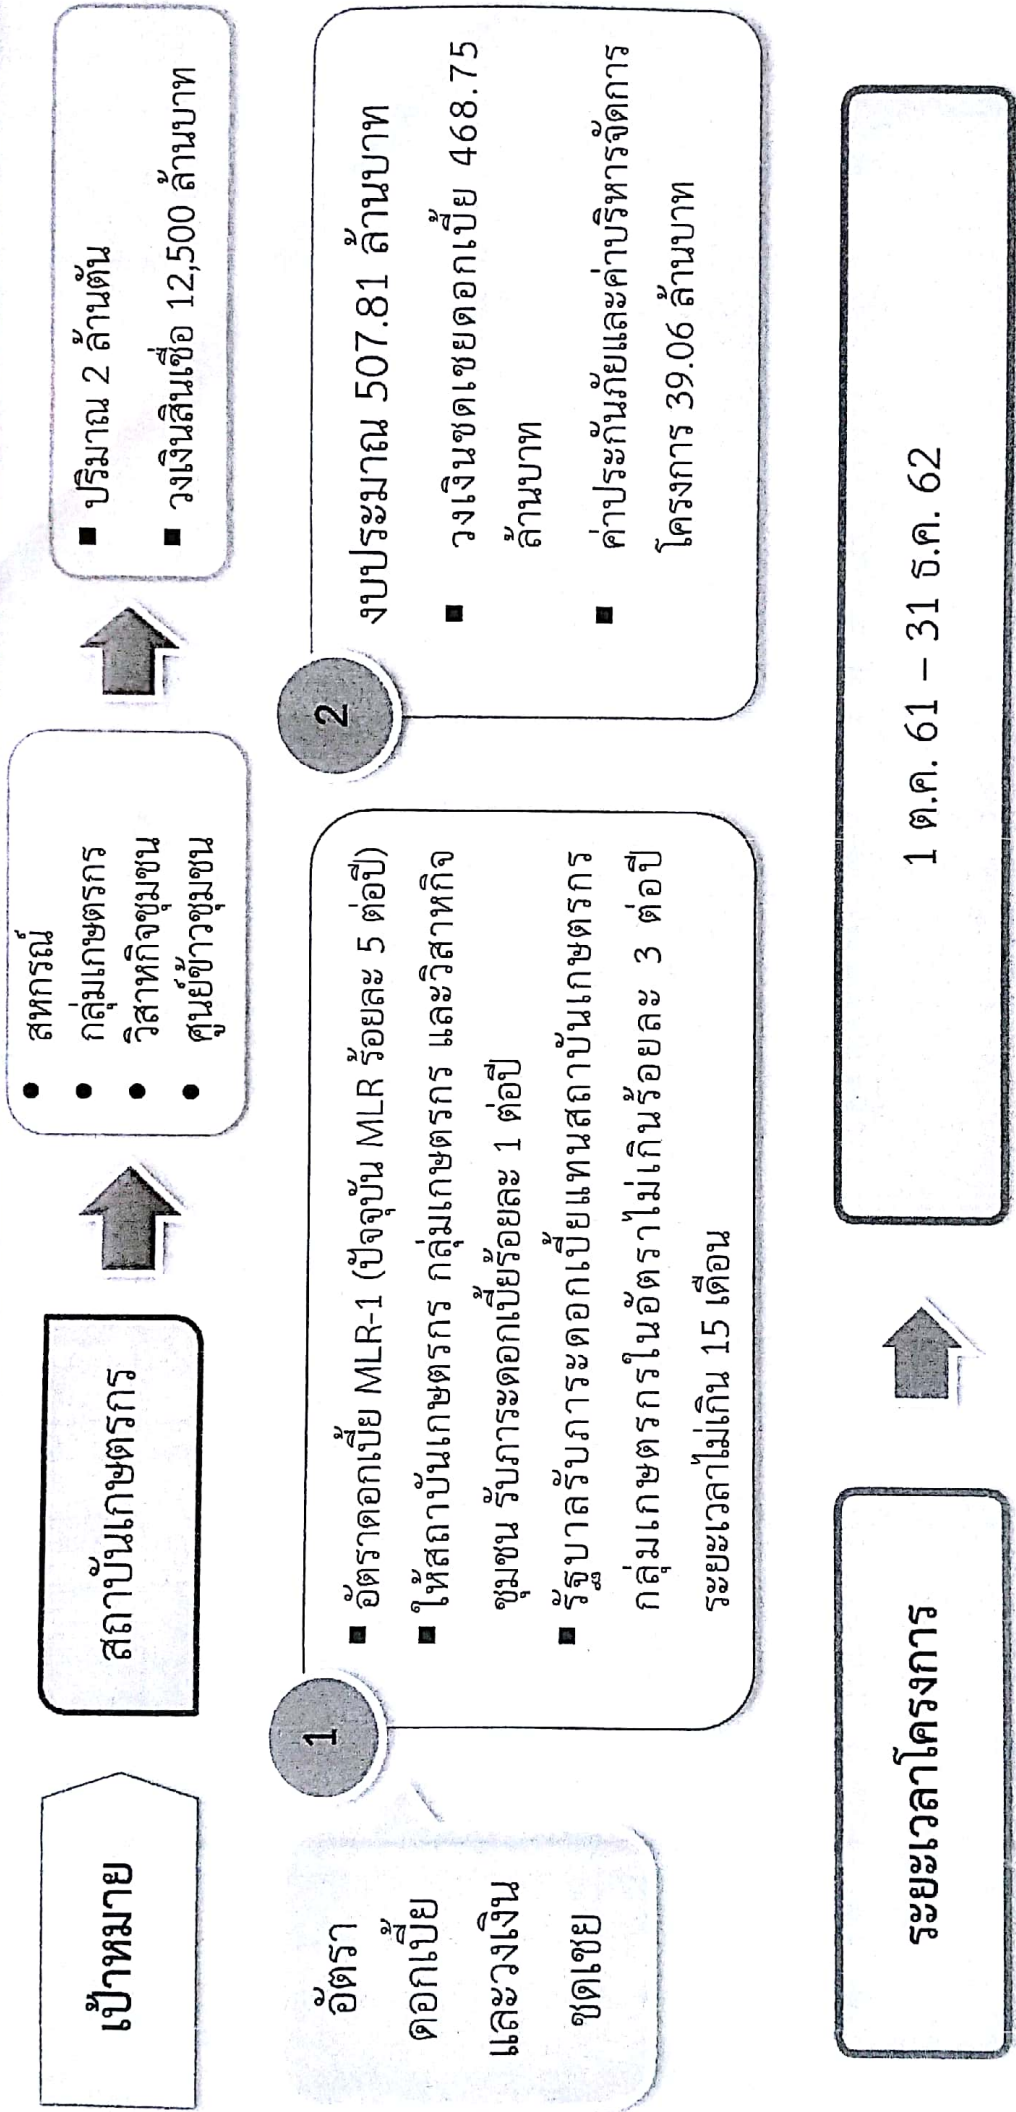 เป้าหมาย
สถาบันเกษตรกร
• สหกรณ์
• กลุ่มเกษตรกร
• วิสาหกิจชุมชน
• ศูนย์ข้าวชุมชน
▪ ปริมาณ 2 ล้านตัน
▪ วงเงินสินเชื่อ 12,500 ล้านบาท
อัตรา
ดอกเบี้ย
และวงเงิน
ชดเชย
1
▪ อัตราดอกเบี้ย MLR-1 (ปัจจุบัน MLR ร้อยละ 5 ต่อปี)
▪ ให้สถาบันเกษตรกร กลุ่มเกษตรกร และวิสาหกิจ
ชุมชน รับภาระดอกเบี้ยร้อยละ 1 ต่อปี
▪ รัฐบาลรับภาระดอกเบี้ยแทนสถาบันเกษตรกร
กลุ่มเกษตรกรในอัตราไม่เกินร้อยละ 3 ต่อปี
ระยะเวลาไม่เกิน 15 เดือน
2
งบประมาณ 507.81 ล้านบาท
▪ วงเงินชดเชยดอกเบี้ย 468.75
ล้านบาท
▪ ค่าประกันภัยและค่าบริหารจัดการ
โครงการ 39.06 ล้านบาท
ระยะเวลาโครงการ
1 ต.ค. 61 – 31 ธ.ค. 62